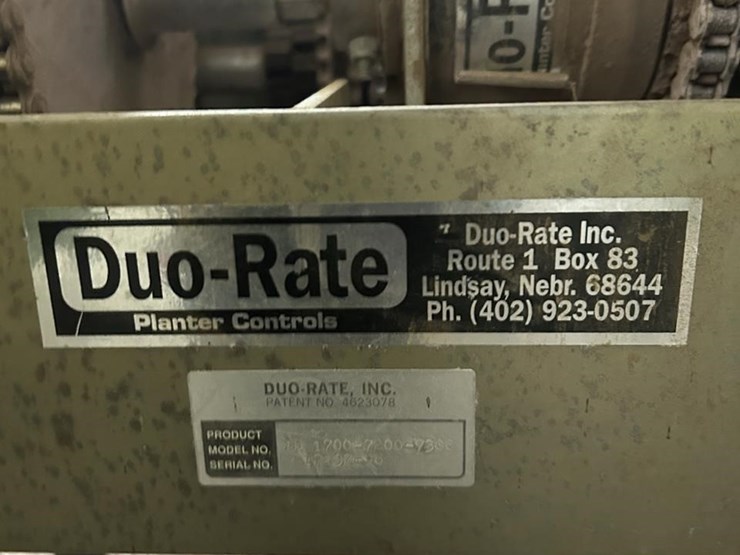 Duo-Rate
Planter Controls
Duo-Rate Inc.
Route 1 Box 83
Lindsay, Nebr. 68644
Ph. (402) 923-0507
DUO-RATE, INC.
PATENT NO. 4623078
PRODUCT
MODEL NO.
SERIAL NO.